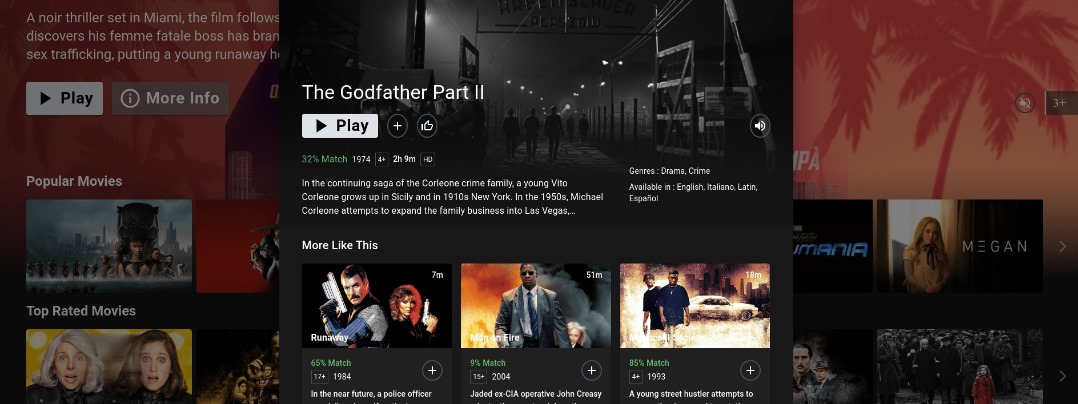 A noir thriller set in Miami, the film follows
discovers his femme fatale boss has bran
sex trafficking, putting a young runaway h
Play
More Info
3+
The Godfather Part II
Play
32% Match 1974 4+ 2h 9m HD
In the continuing saga of the Corleone crime family, a young Vito
Corleone grows up in Sicily and in 1910s New York. In the 1950s, Michael
Corleone attempts to expand the family business into Las Vegas,...
Genres : Drama, Crime
Available in : English, Italiano, Latin,
Español
Popular Movies
MEGAN
More Like This
7m
Runaway
51m
Man on Fire
18m
65% Match
17+ 1984
In the near future, a police officer
9% Match
15+ 2004
Jaded ex-CIA operative John Creasy
85% Match
4+ 1993
A young street hustler attempts to
Top Rated Movies